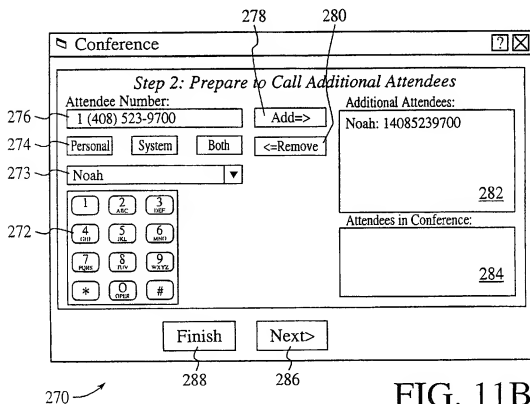 278
280
Conference
?
Step 2: Prepare to Call Additional Attendees
Attendee Number:
Additional Attendees:
276
1 (408) 523-9700
Add=>
Noah: 14085239700
274
Personal
System
Both
<=Remove
273
Noah
282
272
1
2 ABC
3 DEF
4 GHI
5 JKL
6 MNO
7 PQRS
8 TUV
9 WXYZ
*
0 OPER
#
Attendees in Conference:
284
Finish
Next>
270
288
286
FIG. 11B